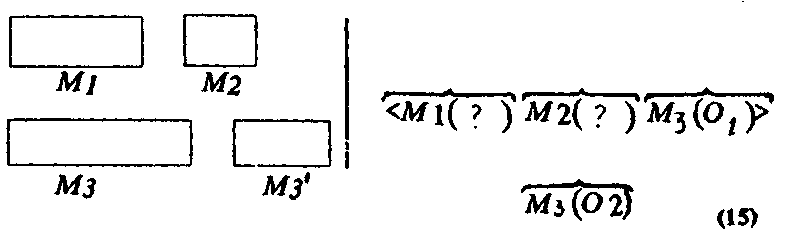 M1 M2
<M1( ? ) M2( ? ) M3(O1)>
M3 M3'
M3(O2)
(15)